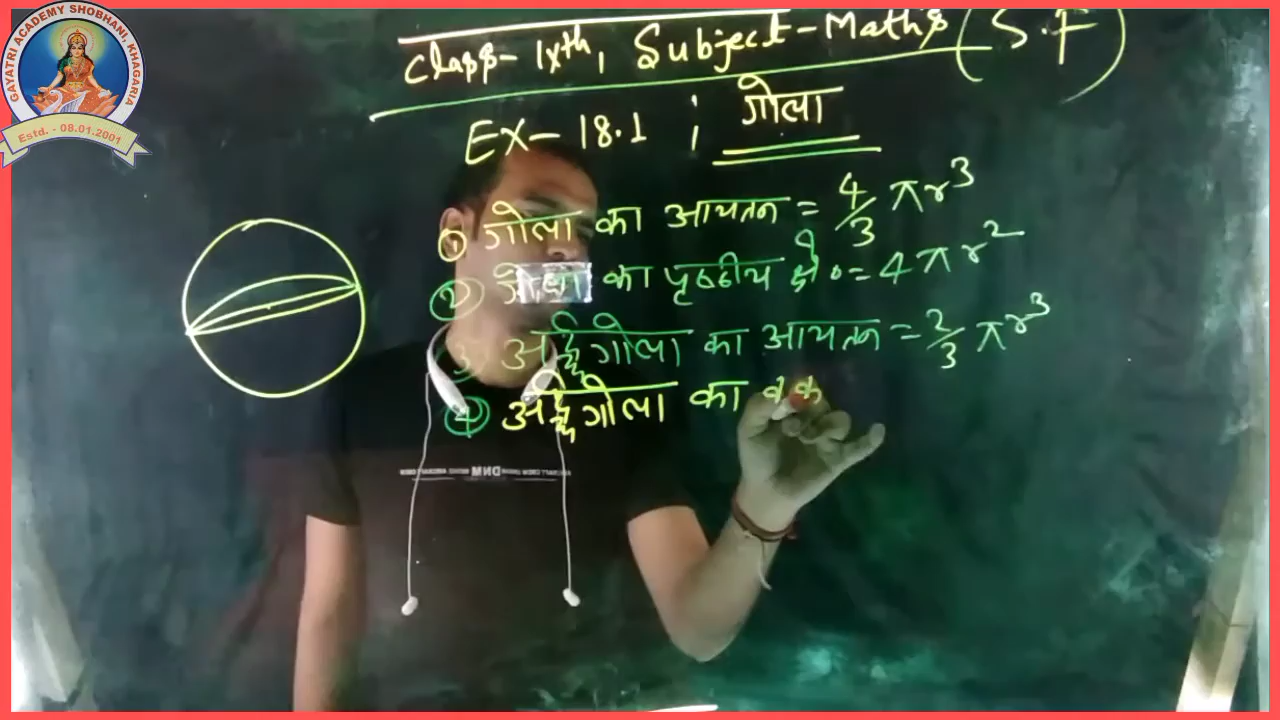 GAYATRI ACADEMY SHOBHANI, KHAGARIA
Estd. - 08.01.2001
Class- IXth, Subject-Maths (S.F)
EX- 18.1 ; गोला
① गोला का आयतन = 4/3 πr³
② गोला का पृष्ठीय क्षे० = 4πr²
③ अर्द्धगोला का आयतन = 2/3 πr³
④ अर्द्धगोला का वक्र
DNM